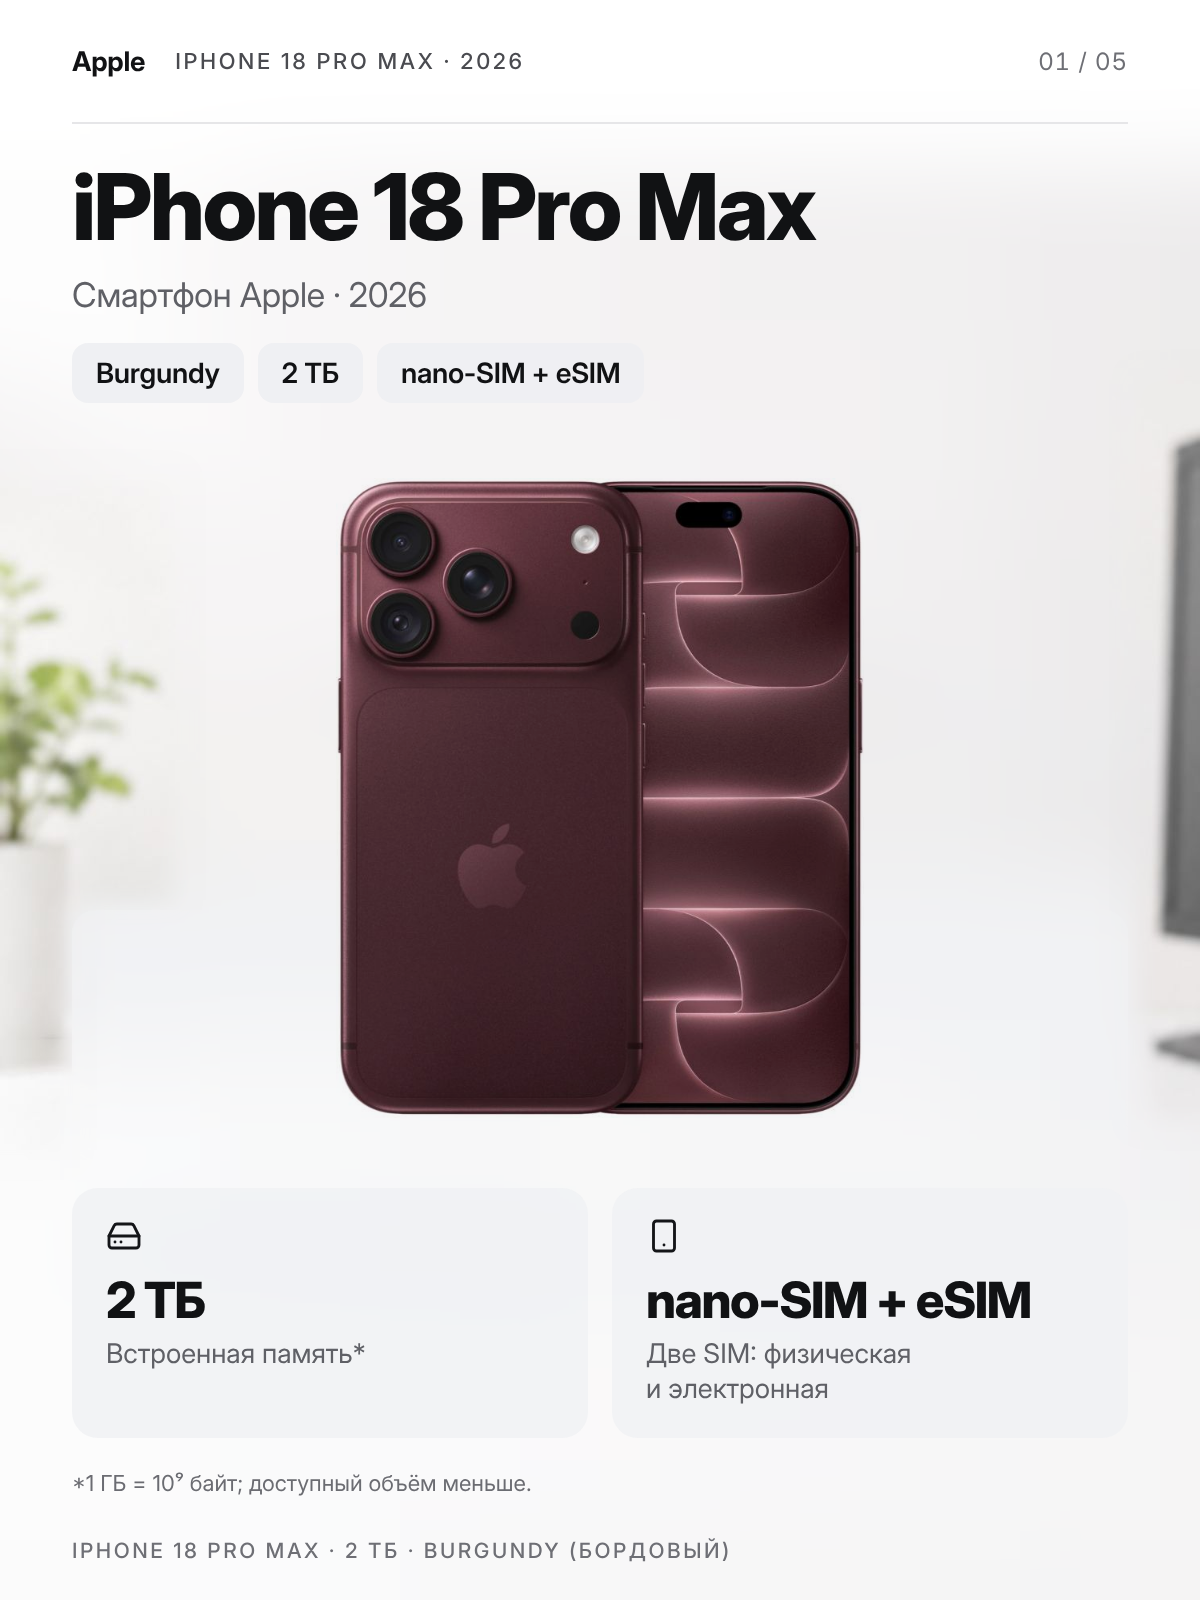 Apple IPHONE 18 PRO MAX · 2026 01 / 05
iPhone 18 Pro Max
Смартфон Apple · 2026
Burgundy 2 ТБ nano-SIM + eSIM
2 ТБ
Встроенная память*
nano-SIM + eSIM
Две SIM: физическая
и электронная
*1 ГБ = 10⁹ байт; доступный объём меньше.
IPHONE 18 PRO MAX · 2 ТБ · BURGUNDY (БОРДОВЫЙ)